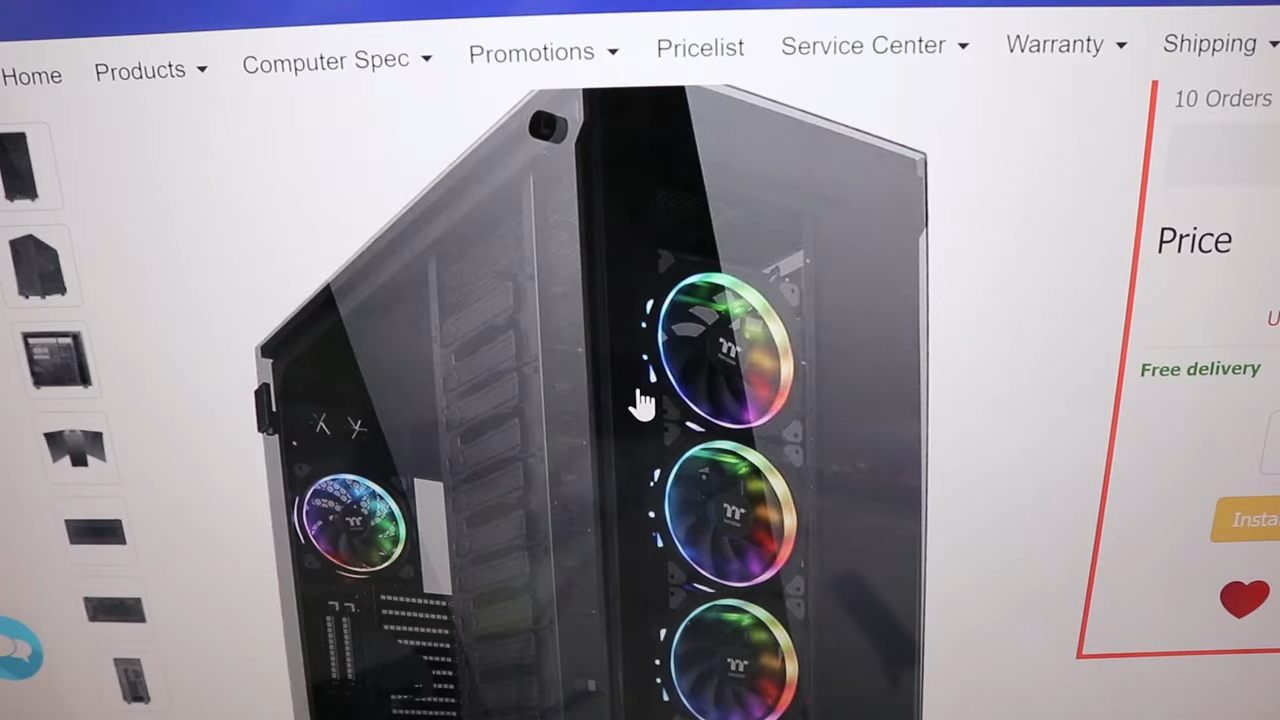 Home Products Computer Spec Promotions Pricelist Service Center Warranty Shipping
10 Orders
Price
Free delivery